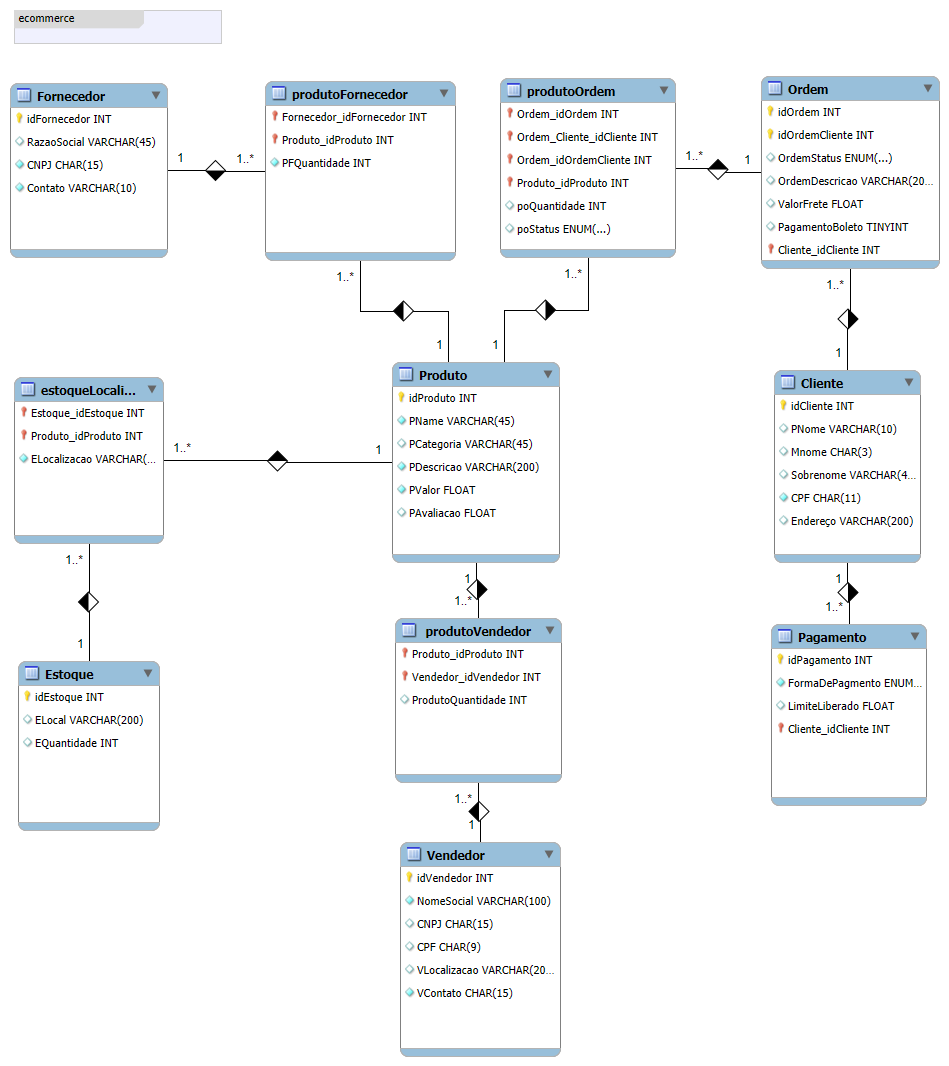 ecommerce
Fornecedor
idFornecedor INT
RazaoSocial VARCHAR(45)
CNPJ CHAR(15)
Contato VARCHAR(10)
1
1..*
produtoFornecedor
Fornecedor_idFornecedor INT
Produto_idProduto INT
PFQuantidade INT
produtoOrdem
Ordem_idOrdem INT
Ordem_Cliente_idCliente INT
Ordem_idOrdemCliente INT
Produto_idProduto INT
poQuantidade INT
poStatus ENUM(...)
1..*
1
Ordem
idOrdem INT
idOrdemCliente INT
OrdemStatus ENUM(...)
OrdemDescricao VARCHAR(20...
ValorFrete FLOAT
PagamentoBoleto TINYINT
Cliente_idCliente INT
1..*
1
1..*
1
1..*
1
estoqueLocali...
Estoque_idEstoque INT
Produto_idProduto INT
ELocalizacao VARCHAR(...
1..*
1
Produto
idProduto INT
PName VARCHAR(45)
PCategoria VARCHAR(45)
PDescricao VARCHAR(200)
PValor FLOAT
PAvaliacao FLOAT
Cliente
idCliente INT
PNome VARCHAR(10)
Mnome CHAR(3)
Sobrenome VARCHAR(4...
CPF CHAR(11)
Endereço VARCHAR(200)
1..*
1
1
1..*
1
1..*
Estoque
idEstoque INT
ELocal VARCHAR(200)
EQuantidade INT
produtoVendedor
Produto_idProduto INT
Vendedor_idVendedor INT
ProdutoQuantidade INT
Pagamento
idPagamento INT
FormaDePagmento ENUM...
LimiteLiberado FLOAT
Cliente_idCliente INT
1..*
1
Vendedor
idVendedor INT
NomeSocial VARCHAR(100)
CNPJ CHAR(15)
CPF CHAR(9)
VLocalizacao VARCHAR(20...
VContato CHAR(15)